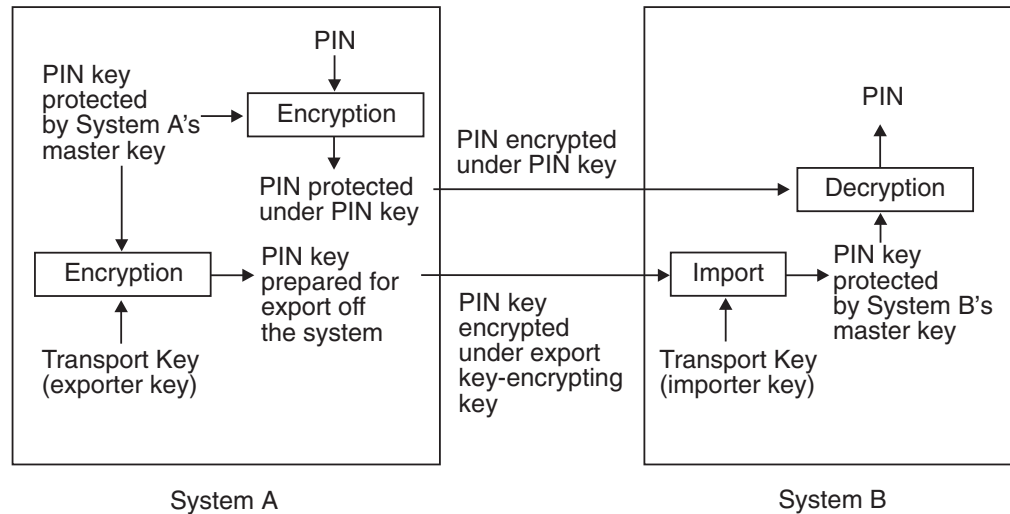 PIN
PIN key
protected
by System A's
master key
Encryption
PIN protected
under PIN key
Encryption
PIN key
prepared for
export off
the system
Transport Key
(exporter key)
PIN encrypted
under PIN key
PIN key
encrypted
under export
key-encrypting
key
PIN
Decryption
Import
PIN key
protected
by System B's
master key
Transport Key
(importer key)
System A
System B